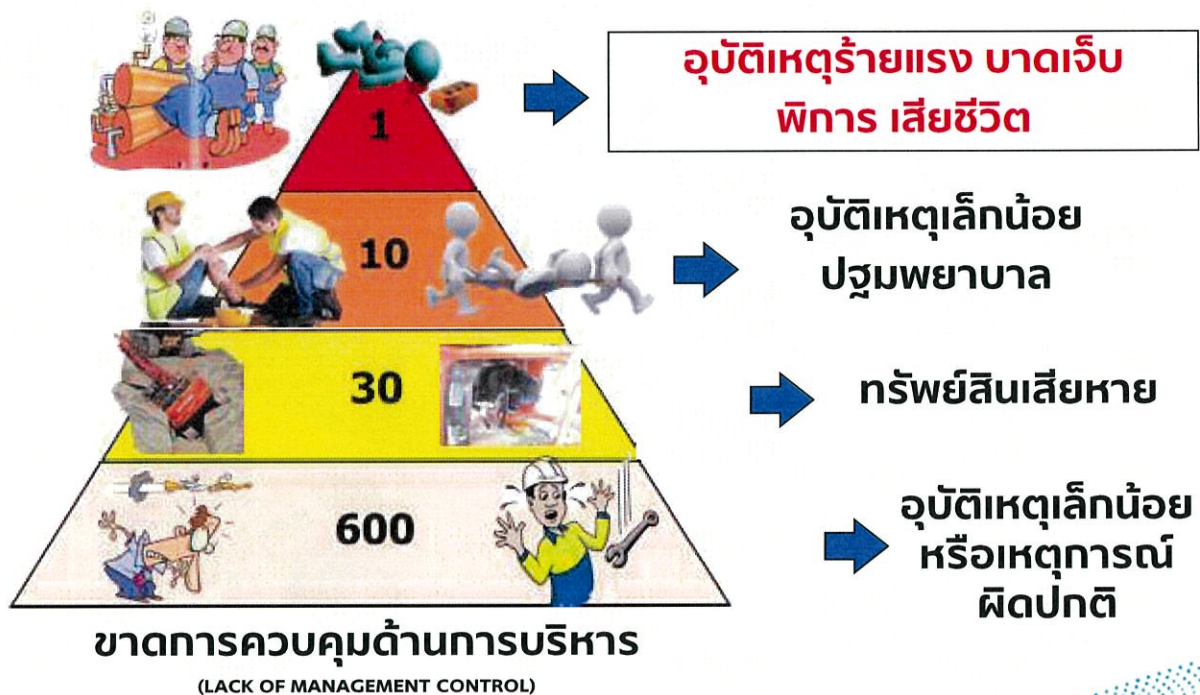 1
อุบัติเหตุร้ายแรง บาดเจ็บ
พิการ เสียชีวิต
10
อุบัติเหตุเล็กน้อย
ปฐมพยาบาล
30
ทรัพย์สินเสียหาย
600
อุบัติเหตุเล็กน้อย
หรือเหตุการณ์
ผิดปกติ
ขาดการควบคุมด้านการบริหาร
(LACK OF MANAGEMENT CONTROL)